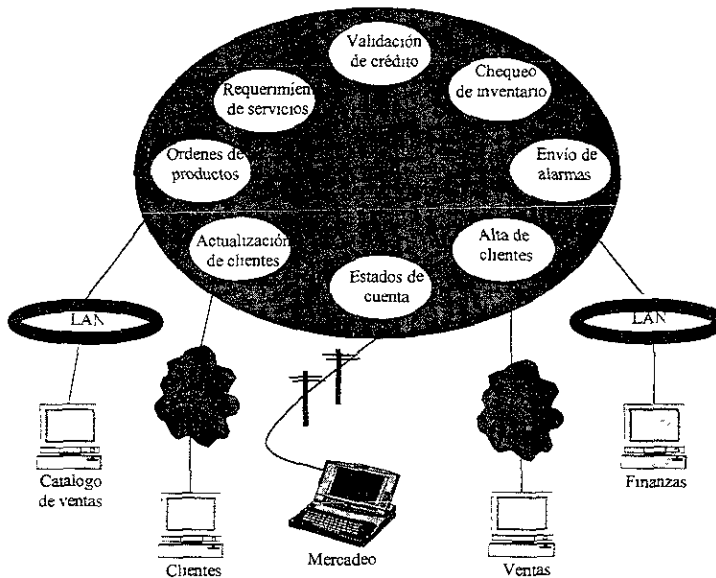 Validación
de crédito
Chequeo
de inventario
Requerimien
de servicios
Ordenes de
productos
Envío de
alarmas
Actualización
de clientes
Alta de
clientes
Estados de
cuenta
LAN
LAN
Catalogo
de ventas
Finanzas
Clientes
Mercadeo
Ventas